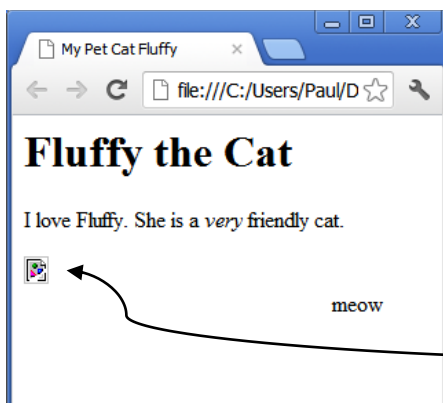 My Pet Cat Fluffy
file:///C:/Users/Paul/D
Fluffy the Cat
I love Fluffy. She is a very friendly cat.
meow